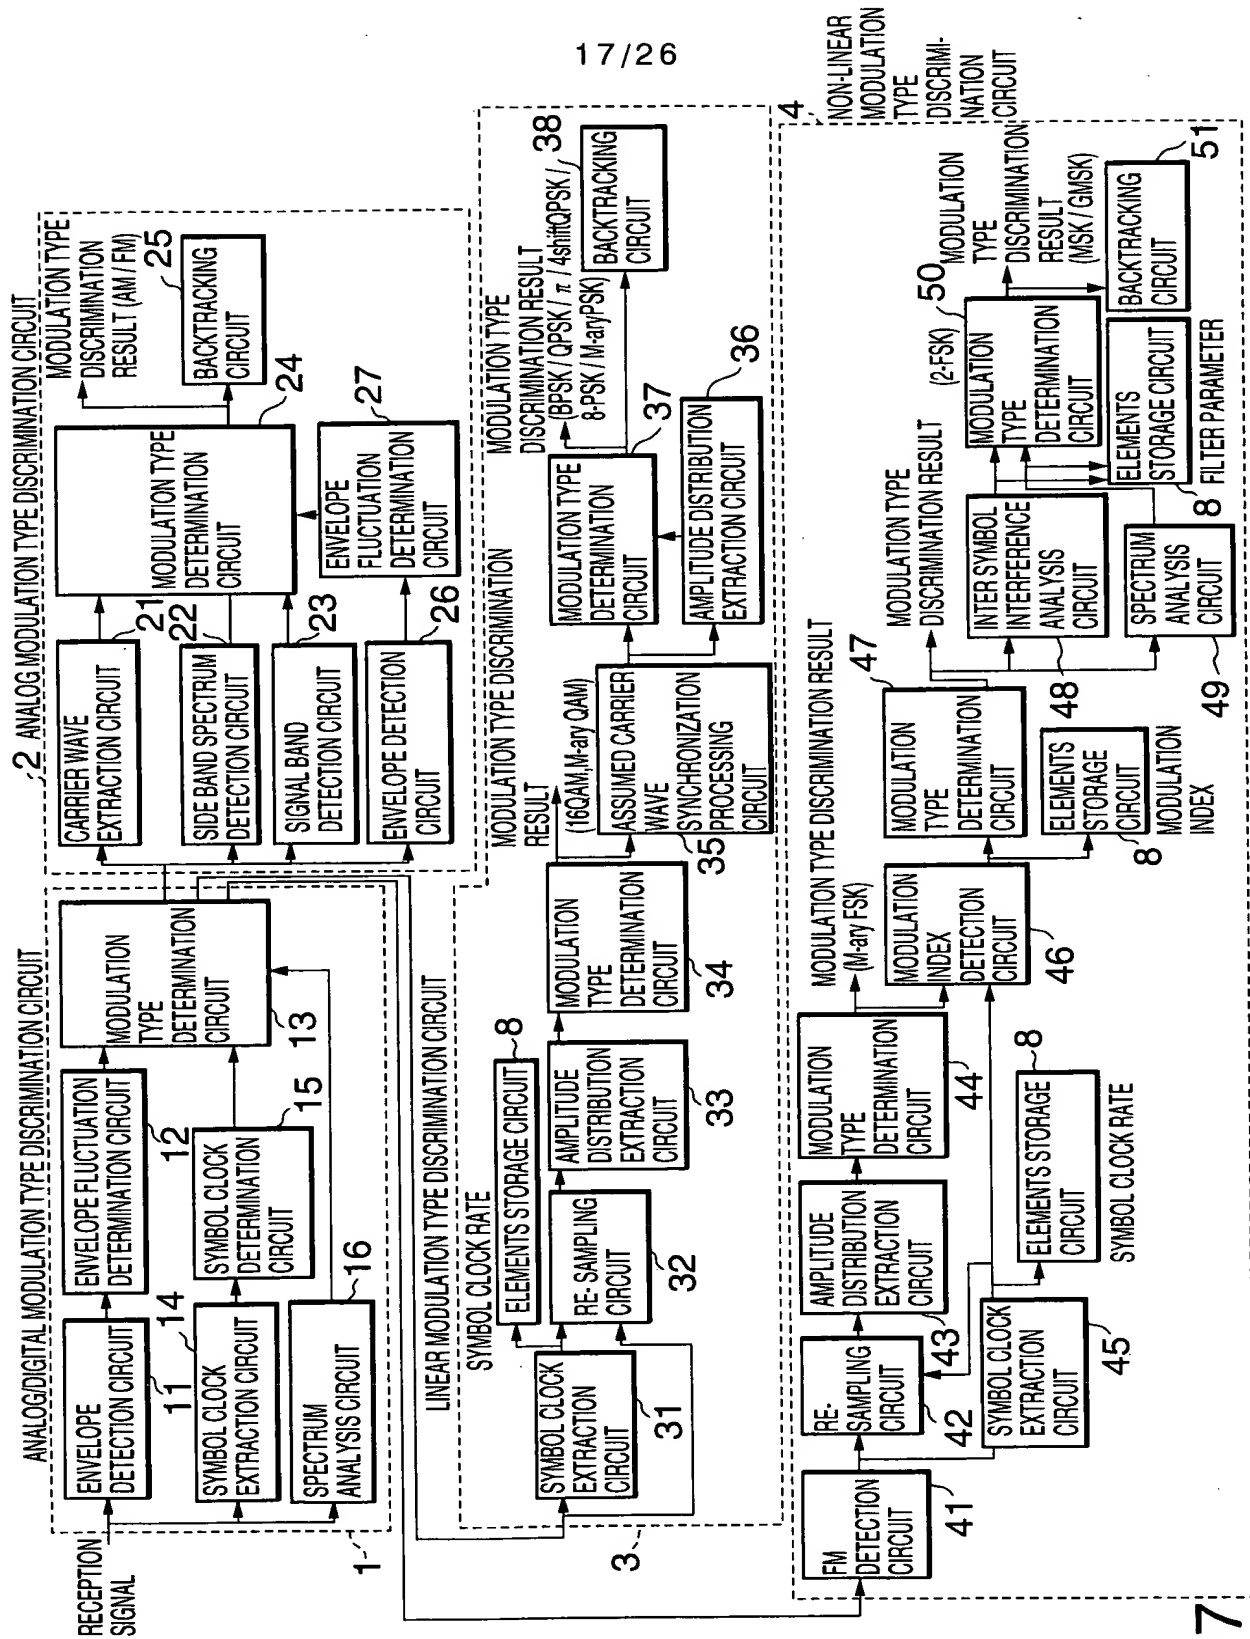 17/26
ANALOG/DIGITAL MODULATION TYPE DISCRIMINATION CIRCUIT
RECEPTION
SIGNAL
1
ENVELOPE
DETECTION CIRCUIT
11
ENVELOPE FLUCTUATION
DETERMINATION CIRCUIT
12
MODULATION
TYPE
DETERMINATION
CIRCUIT
13
SYMBOL CLOCK
EXTRACTION CIRCUIT
14
SYMBOL CLOCK
DETERMINATION
CIRCUIT
15
SPECTRUM
ANALYSIS CIRCUIT
16
2
ANALOG MODULATION TYPE DISCRIMINATION CIRCUIT
CARRIER WAVE
EXTRACTION CIRCUIT
21
SIDE BAND SPECTRUM
DETECTION CIRCUIT
22
SIGNAL BAND
DETECTION CIRCUIT
23
ENVELOPE DETECTION
CIRCUIT
26
MODULATION TYPE
DETERMINATION
CIRCUIT
24
ENVELOPE
FLUCTUATION
DETERMINATION
CIRCUIT
27
MODULATION TYPE
DISCRIMINATION
RESULT (AM / FM)
25
BACKTRACKING
CIRCUIT
LINEAR MODULATION TYPE DISCRIMINATION CIRCUIT
3
SYMBOL CLOCK RATE
SYMBOL CLOCK
EXTRACTION
CIRCUIT
31
ELEMENTS STORAGE CIRCUIT
8
RE-SAMPLING
CIRCUIT
32
AMPLITUDE
DISTRIBUTION
EXTRACTION
CIRCUIT
33
MODULATION
TYPE
DETERMINATION
CIRCUIT
34
MODULATION TYPE DISCRIMINATION
RESULT
(16QAM,M-ary QAM)
ASSUMED CARRIER
WAVE
SYNCHRONIZATION
PROCESSING
CIRCUIT
35
MODULATION TYPE
DETERMINATION
CIRCUIT
37
AMPLITUDE DISTRIBUTION
EXTRACTION CIRCUIT
36
MODULATION TYPE
DISCRIMINATION RESULT
(BPSK / QPSK / π / 4shiftQPSK /
8-PSK / M-aryPSK)
BACKTRACKING
CIRCUIT
38
4
NON-LINEAR
MODULATION
TYPE
DISCRIMI-
NATION
CIRCUIT
FM
DETECTION
CIRCUIT
41
RE-
SAMPLING
CIRCUIT
42
AMPLITUDE
DISTRIBUTION
EXTRACTION
CIRCUIT
43
MODULATION
TYPE
DETERMINATION
CIRCUIT
44
SYMBOL CLOCK
EXTRACTION
CIRCUIT
45
ELEMENTS STORAGE
CIRCUIT
8
SYMBOL CLOCK RATE
MODULATION TYPE DISCRIMINATION RESULT
(M-ary FSK)
MODULATION
INDEX
DETECTION
CIRCUIT
46
MODULATION
TYPE
DETERMINATION
CIRCUIT
47
ELEMENTS
STORAGE
CIRCUIT
8
MODULATION
INDEX
MODULATION TYPE
DISCRIMINATION RESULT
(2-FSK)
INTER SYMBOL
INTERFERENCE
ANALYSIS
CIRCUIT
48
SPECTRUM
ANALYSIS
CIRCUIT
49
MODULATION
TYPE
DETERMINATION
CIRCUIT
50
ELEMENTS
STORAGE CIRCUIT
8
FILTER PARAMETER
MODULATION
TYPE
DISCRIMINATION
RESULT
(MSK / GMSK)
BACKTRACKING
CIRCUIT
51
7